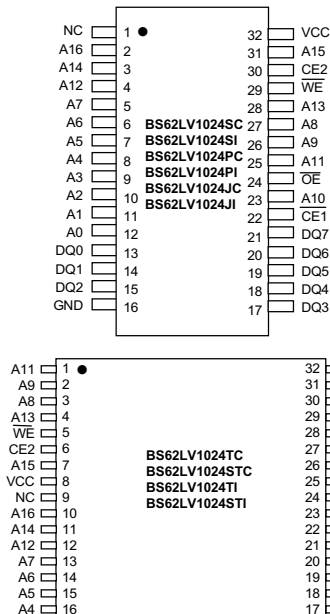 NC 1 32 VCC
A16 2 31 A15
A14 3 30 CE2
A12 4 29 WE
A7 5 28 A13
A6 6 BS62LV1024SC 27 A8
A5 7 BS62LV1024SI 26 A9
A4 8 BS62LV1024PC 25 A11
A3 9 BS62LV1024PI 24 OE
A2 10 BS62LV1024JC 23 A10
A1 11 BS62LV1024JI 22 CE1
A0 12 21 DQ7
DQ0 13 20 DQ6
DQ1 14 19 DQ5
DQ2 15 18 DQ4
GND 16 17 DQ3
A11 1 32
A9 2 31
A8 3 30
A13 4 29
WE 5 28
CE2 6 27
A15 7 BS62LV1024TC 26
VCC 8 BS62LV1024STC 25
NC 9 BS62LV1024TI 24
A16 10 BS62LV1024STI 23
A14 11 22
A12 12 21
A7 13 20
A6 14 19
A5 15 18
A4 16 17